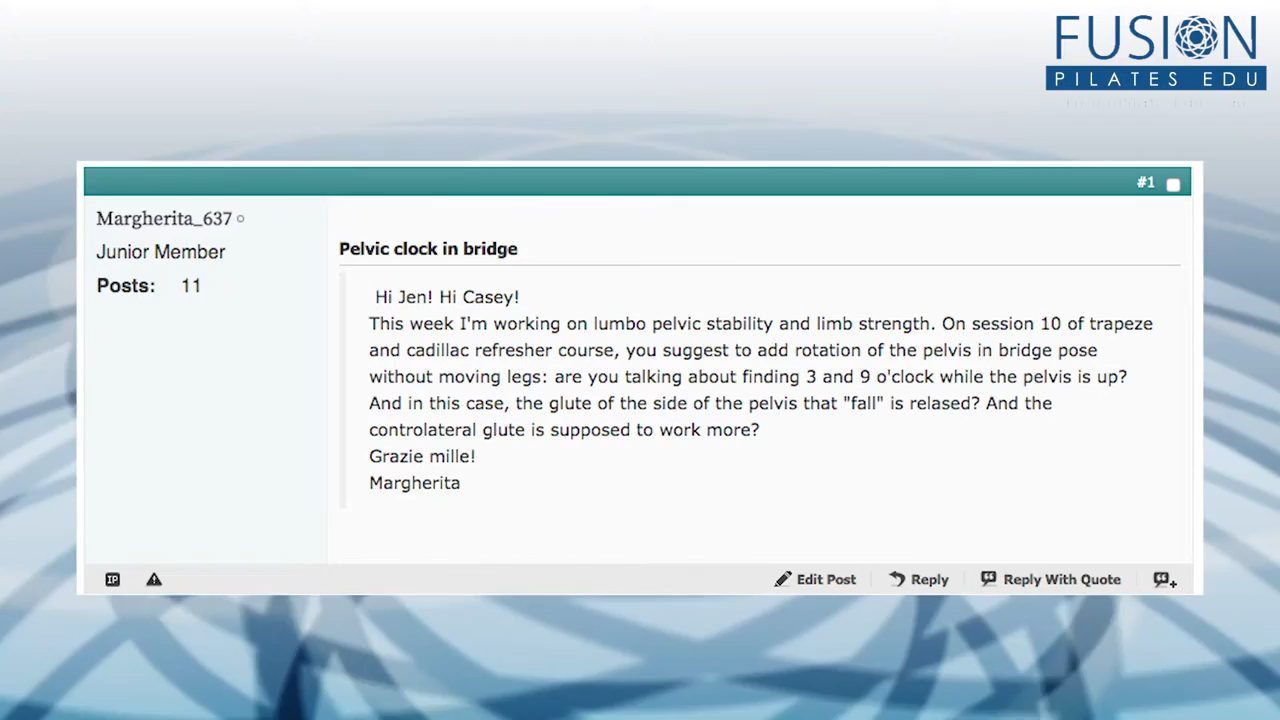 FUSION
PILATES EDU
#1
Margherita_637
Junior Member
Posts: 11
Pelvic clock in bridge
Hi Jen! Hi Casey!
This week I'm working on lumbo pelvic stability and limb strength. On session 10 of trapeze
and cadillac refresher course, you suggest to add rotation of the pelvis in bridge pose
without moving legs: are you talking about finding 3 and 9 o'clock while the pelvis is up?
And in this case, the glute of the side of the pelvis that "fall" is relased? And the
controlateral glute is supposed to work more?
Grazie mille!
Margherita
IP
Edit Post
Reply
Reply With Quote